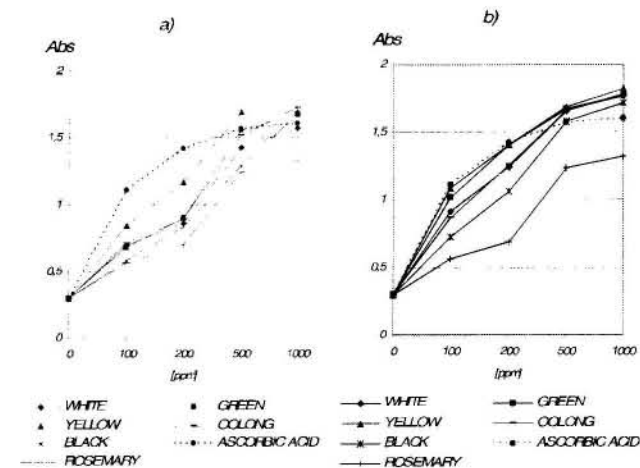 a)
Abs
2
1.5
1
0.5
0
0 100 200 500 1000
[ppm]
WHITE GREEN
YELLOW OOLONG
BLACK ASCORBIC ACID
ROSEMARY
b)
Abs
2
1,5
1
0,5
0
0 100 200 500 1000
[ppm]
WHITE GREEN
YELLOW OOLONG
BLACK ASCORBIC ACID
ROSEMARY